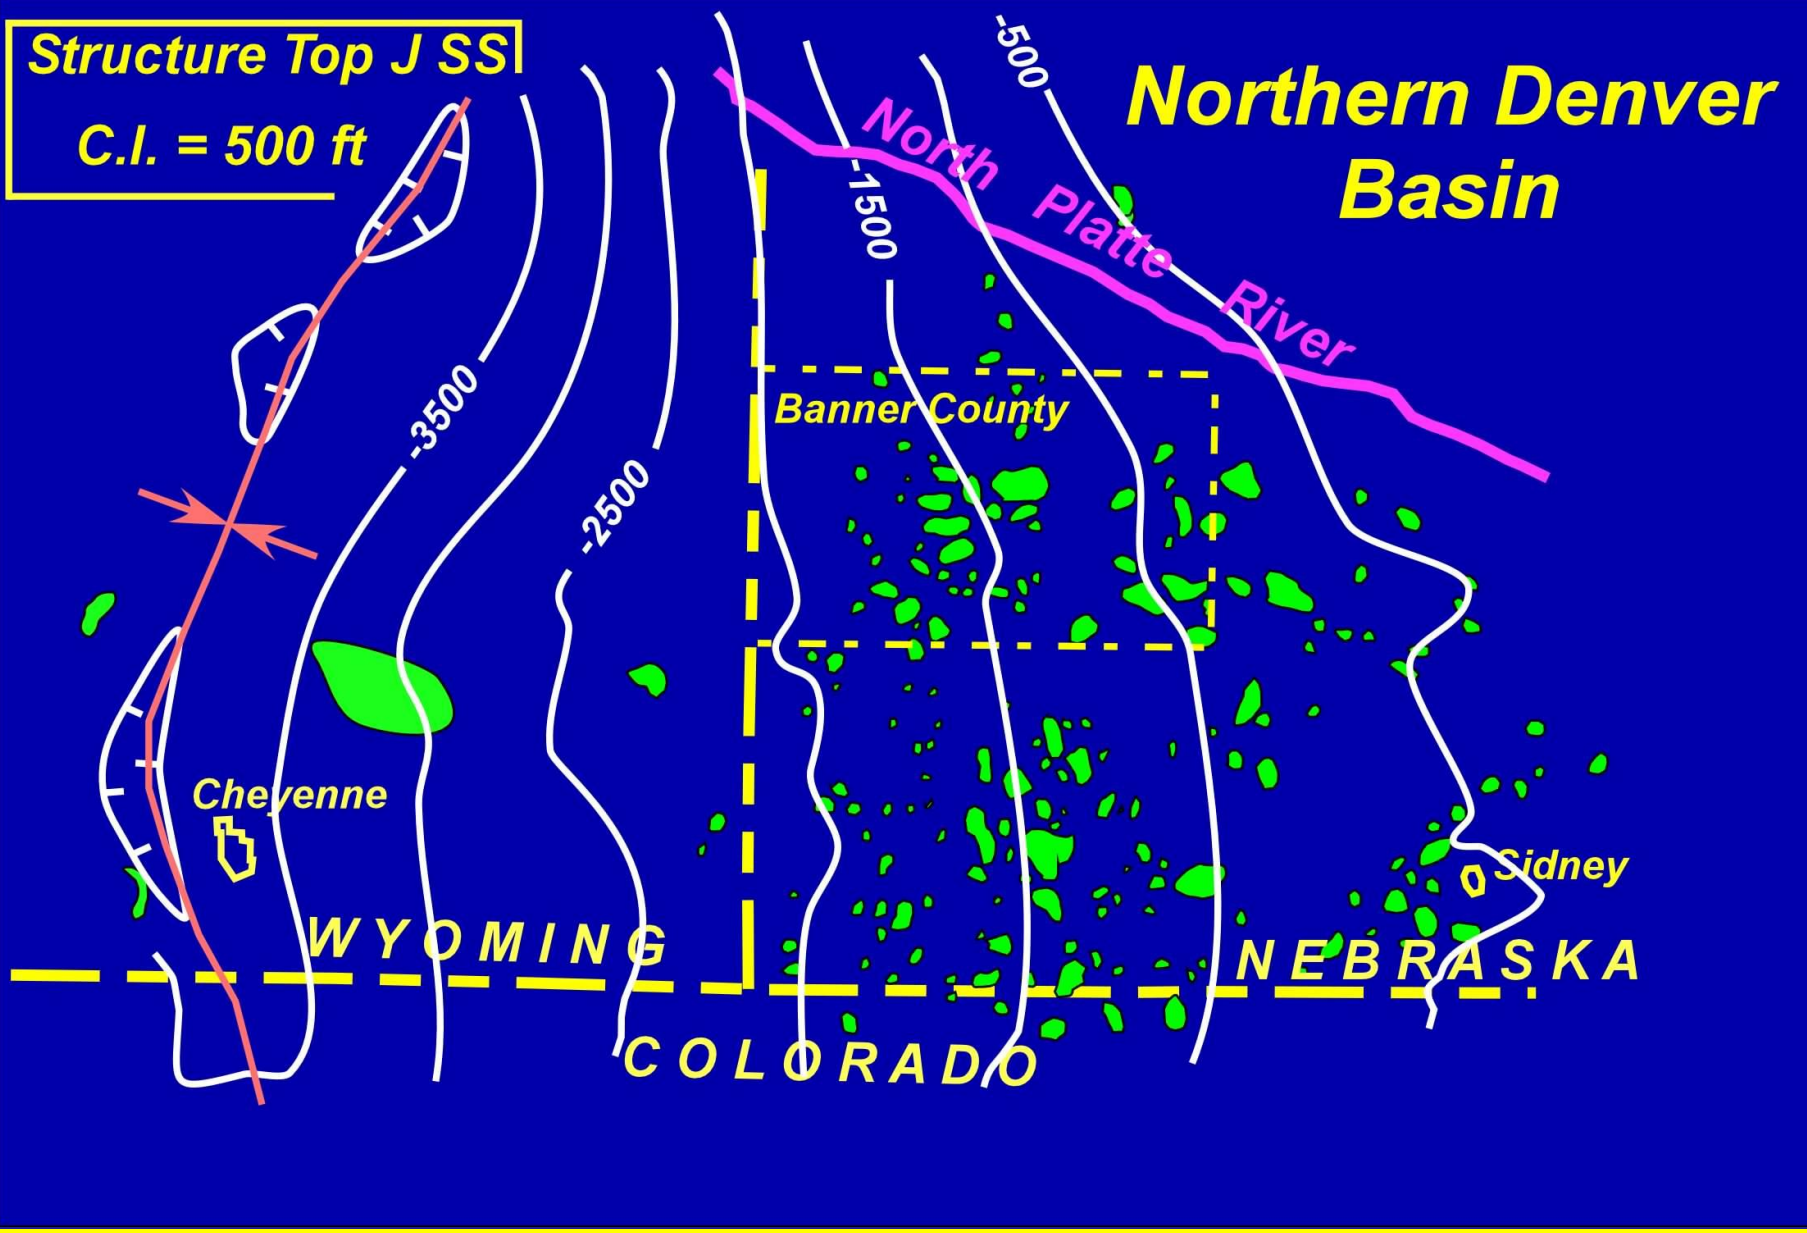 Structure Top J SS
C.I. = 500 ft
Northern Denver
Basin
-500
North Platte River
-1500
-3500
-2500
Banner County
Cheyenne
Sidney
WYOMING
NEBRASKA
COLORADO